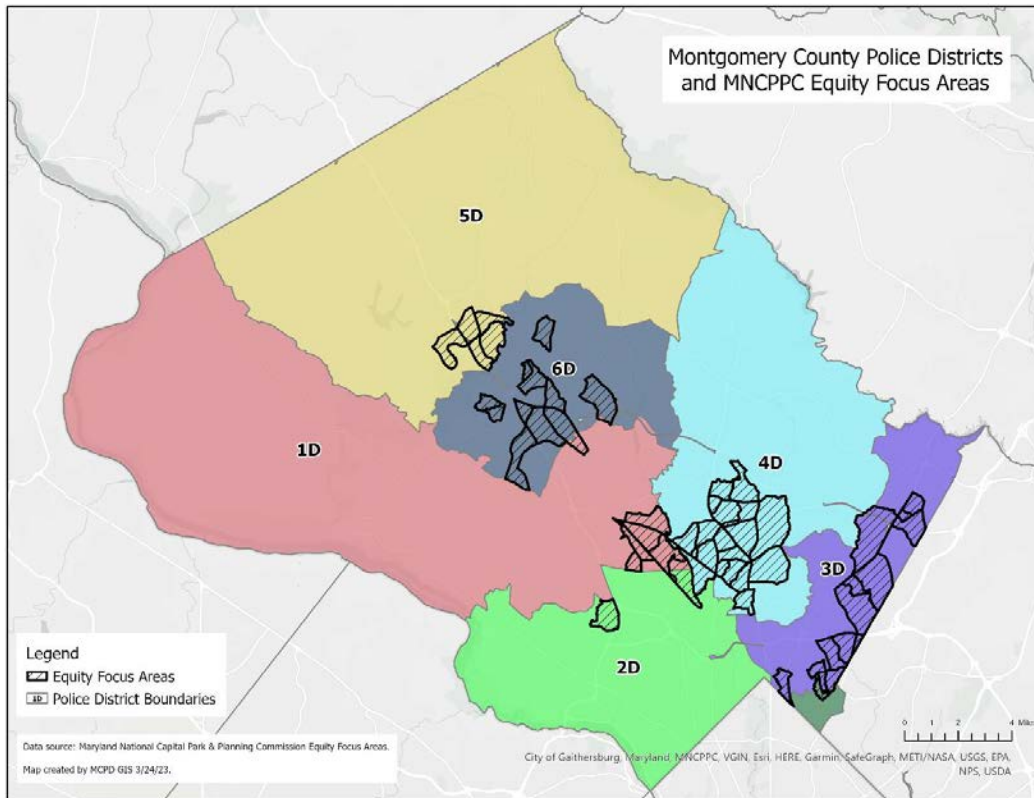 Montgomery County Police Districts
and MNCPPC Equity Focus Areas
5D
6D
1D
4D
3D
2D
Legend
Equity Focus Areas
1D Police District Boundaries
Data source: Maryland National Capital Park & Planning Commission Equity Focus Areas.
Map created by MCPD GIS 3/24/23.
0 1 2 4 Miles
City of Gaithersburg, Maryland, MNCPPC, VGIN, Esri, HERE, Garmin, SafeGraph, METI/NASA, USGS, EPA,
NPS, USDA